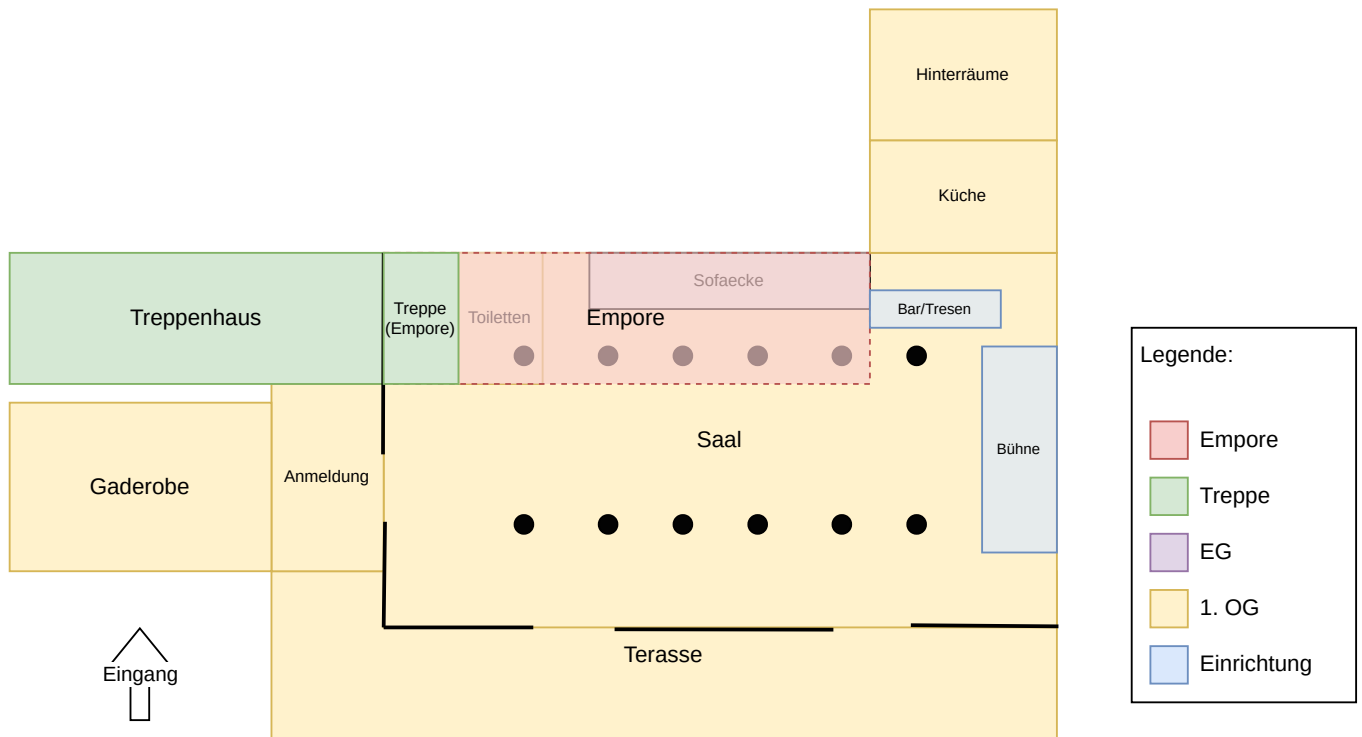 Hinterräume
Küche
Treppenhaus
Treppe
(Empore)
Toiletten
Sofaecke
Empore
Bar/Tresen
Saal
Bühne
Gaderobe
Anmeldung
Terasse
Eingang
Legende:
Empore
Treppe
EG
1. OG
Einrichtung